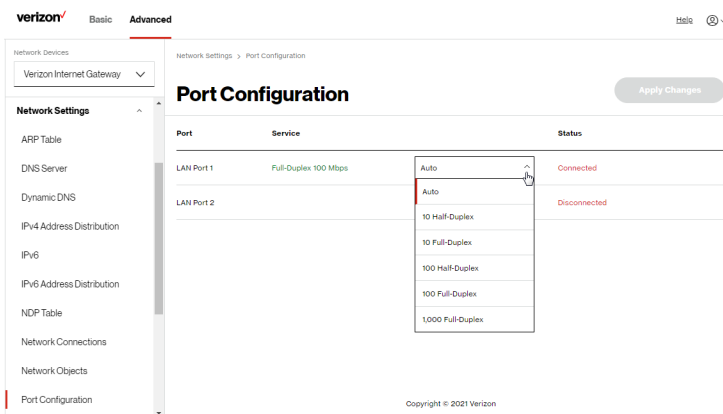 verizon✓ Basic Advanced Help
Network Devices
Verizon Internet Gateway
Network Settings
ARP Table
DNS Server
Dynamic DNS
IPv4 Address Distribution
IPv6
IPv6 Address Distribution
NDP Table
Network Connections
Network Objects
Port Configuration
Network Settings > Port Configuration
Port Configuration
Apply Changes
Port Service Status
LAN Port 1 Full-Duplex 100 Mbps Auto Connected
LAN Port 2 Disconnected
Auto
10 Half-Duplex
10 Full-Duplex
100 Half-Duplex
100 Full-Duplex
1,000 Full-Duplex
Copyright © 2021 Verizon